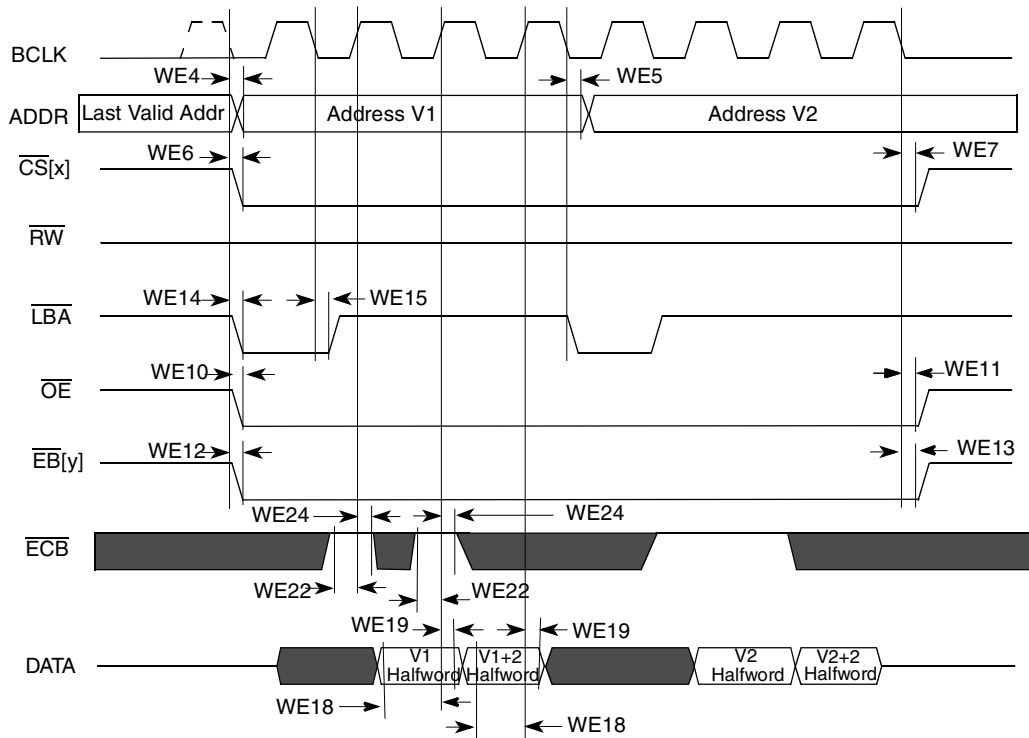 BCLK
WE4
WE5
ADDR
Last Valid Addr
Address V1
Address V2
WE6
WE7
CS[x]
RW
WE14
WE15
LBA
WE10
WE11
OE
WE12
WE13
EB[y]
WE24
WE24
ECB
WE22
WE22
WE19
WE19
DATA
V1
Halfword
V1+2
Halfword
V2
Halfword
V2+2
Halfword
WE18
WE18